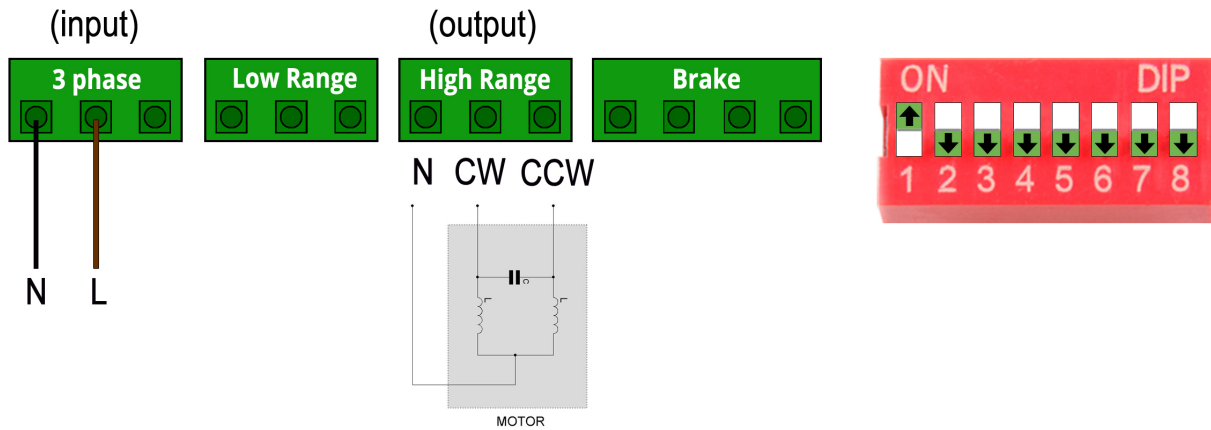 (input)
(output)
3 phase
Low Range
High Range
Brake
N L
N CW CCW
C
L L
MOTOR
ON DIP
1 2 3 4 5 6 7 8